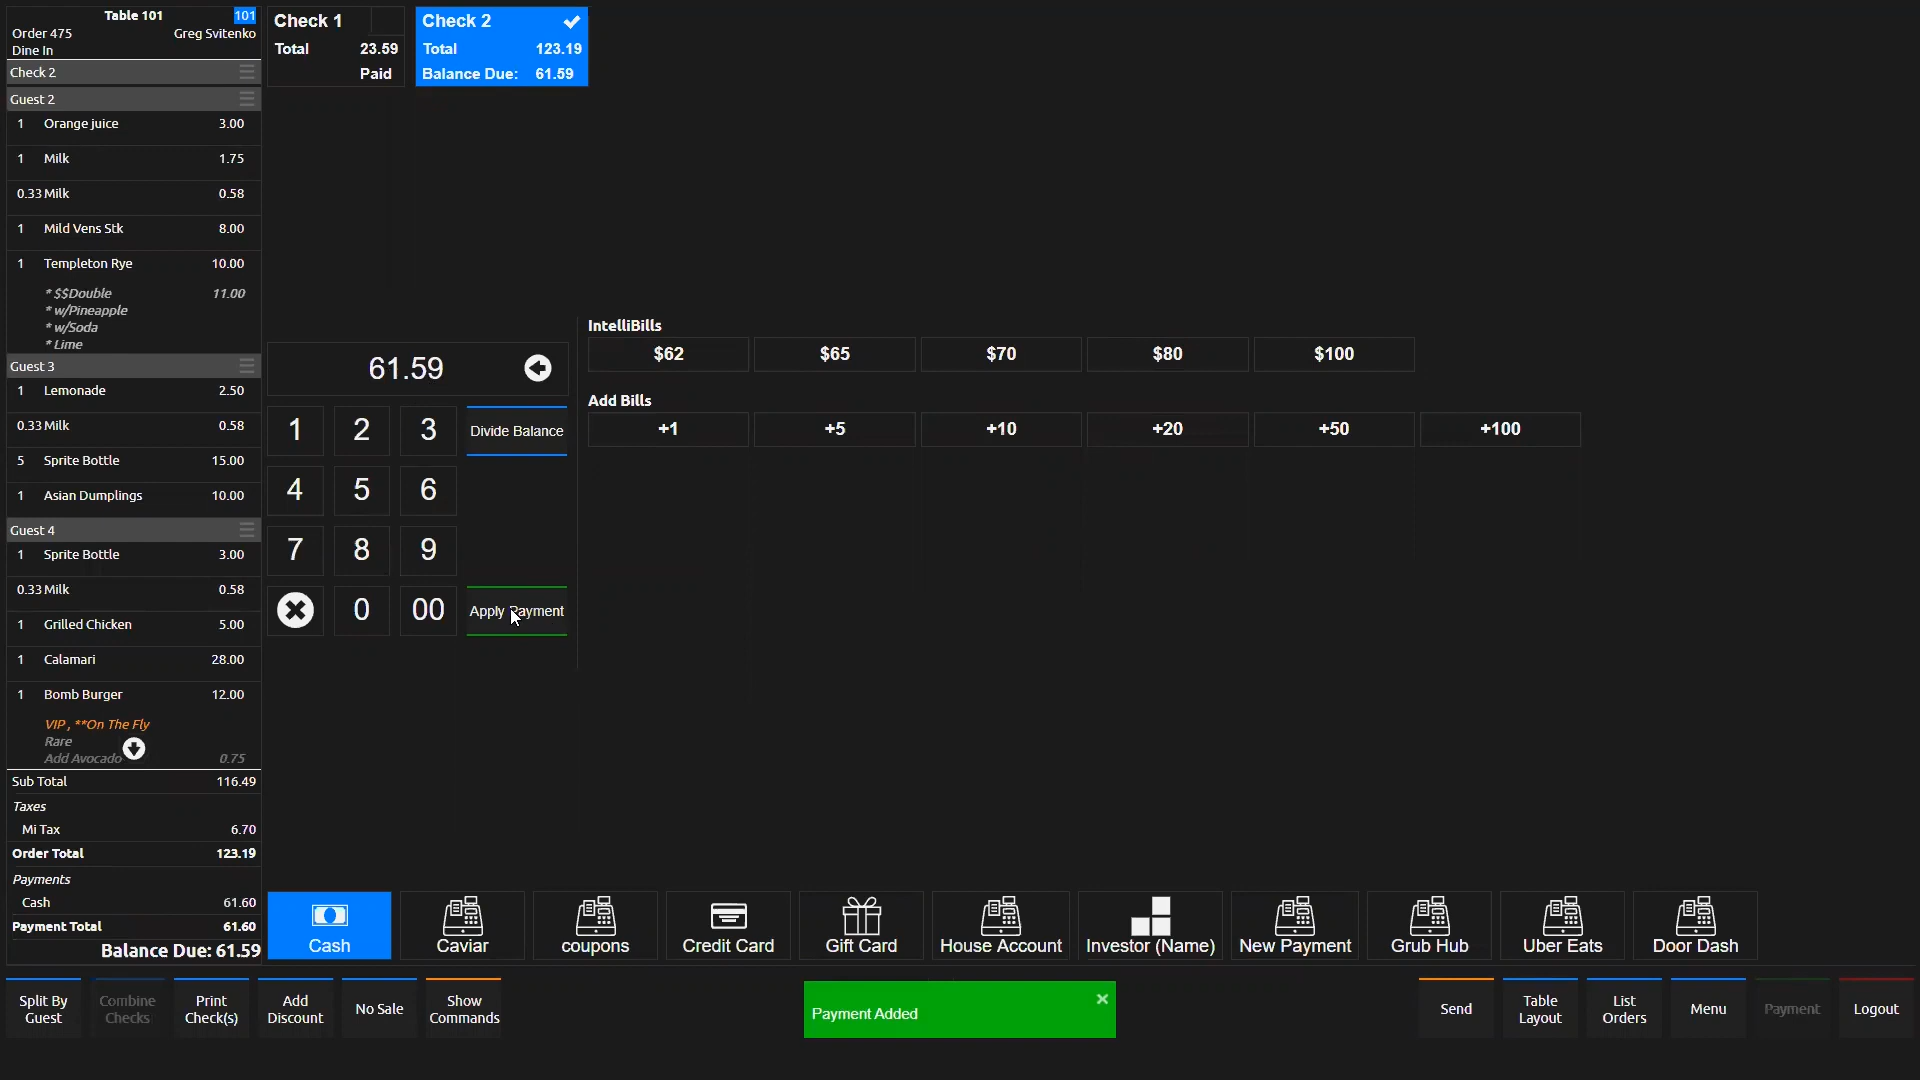 Table 101 101
Order 475 Greg Svitenko
Dine In
Check 2
Guest 2
1 Orange juice 3.00
1 Milk 1.75
0.33 Milk 0.58
1 Mild Vens Stk 8.00
1 Templeton Rye 10.00
* $$Double 11.00
* w/Pineapple
* w/Soda
* Lime
Guest 3
1 Lemonade 2.50
0.33 Milk 0.58
5 Sprite Bottle 15.00
1 Asian Dumplings 10.00
Guest 4
1 Sprite Bottle 3.00
0.33 Milk 0.58
1 Grilled Chicken 5.00
1 Calamari 28.00
1 Bomb Burger 12.00
VIP , **On The Fly
Rare
Add Avocado 0.75
Sub Total 116.49
Taxes
Mi Tax 6.70
Order Total 123.19
Payments
Cash 61.60
Payment Total 61.60
Balance Due: 61.59
Check 1
Total 23.59
Paid
Check 2
Total 123.19
Balance Due: 61.59
61.59
1 2 3 Divide Balance
4 5 6
7 8 9
0 00 Apply Payment
IntelliBills
$62 $65 $70 $80 $100
Add Bills
+1 +5 +10 +20 +50 +100
Cash Caviar coupons Credit Card Gift Card House Account Investor (Name) New Payment Grub Hub Uber Eats Door Dash
Split By Guest
Combine Checks
Print Check(s)
Add Discount
No Sale
Show Commands
Payment Added
Send
Table Layout
List Orders
Menu
Payment
Logout